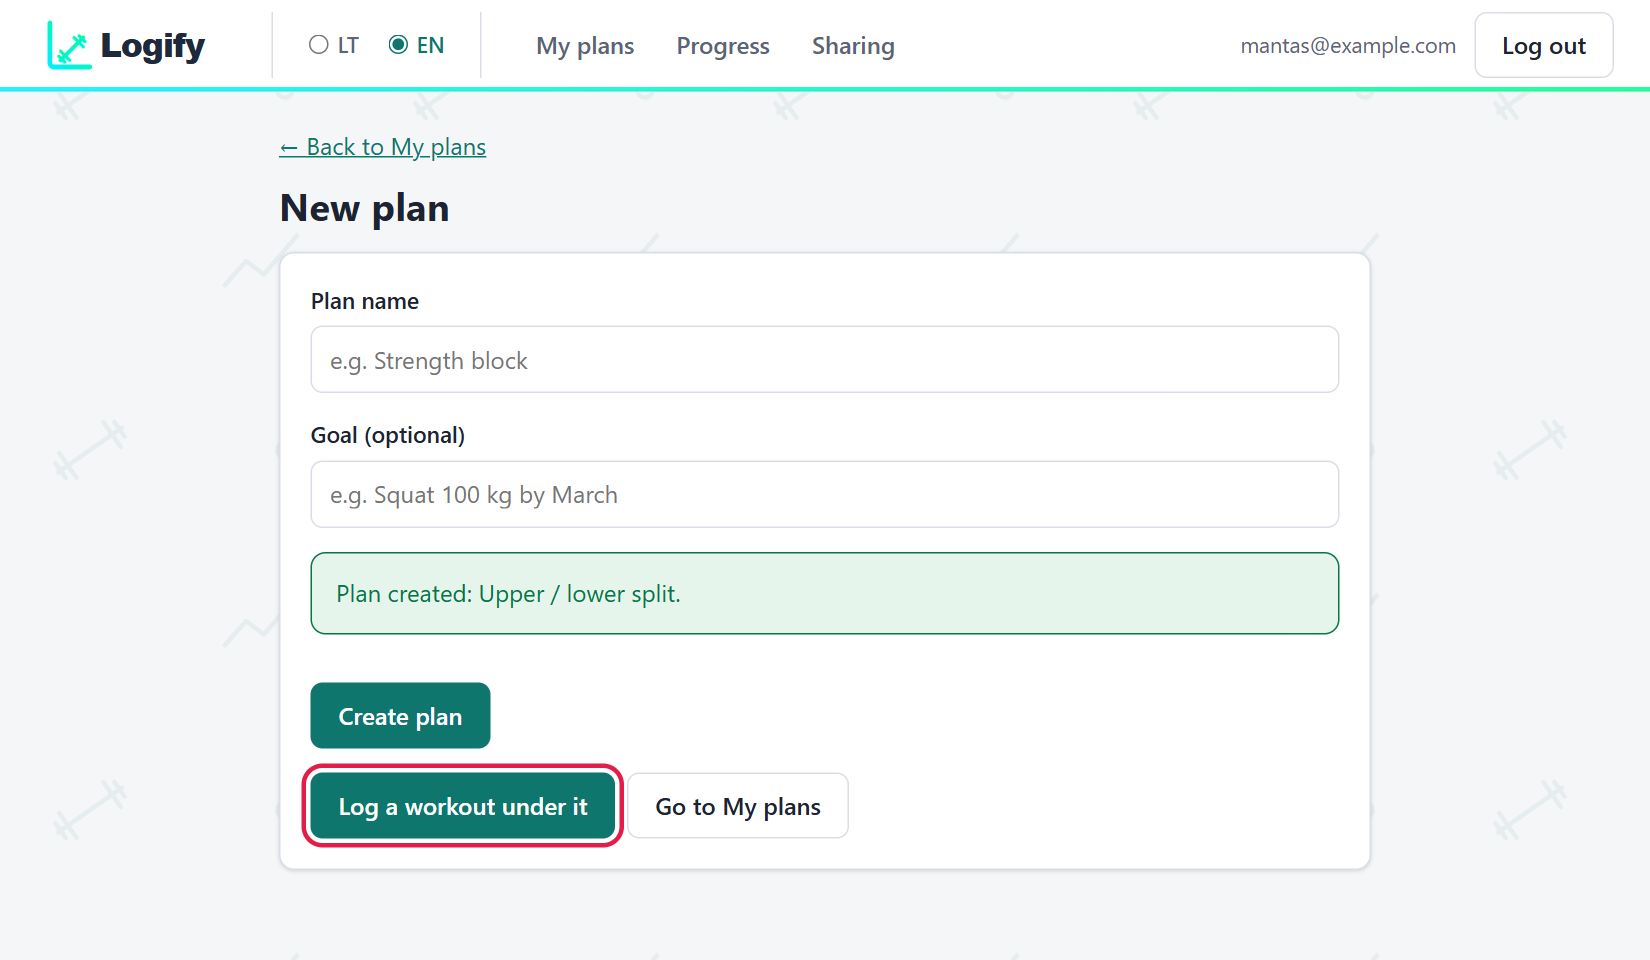 Logify
LT
EN
My plans
Progress
Sharing
mantas@example.com
Log out
← Back to My plans
New plan
Plan name
e.g. Strength block
Goal (optional)
e.g. Squat 100 kg by March
Plan created: Upper / lower split.
Create plan
Log a workout under it
Go to My plans